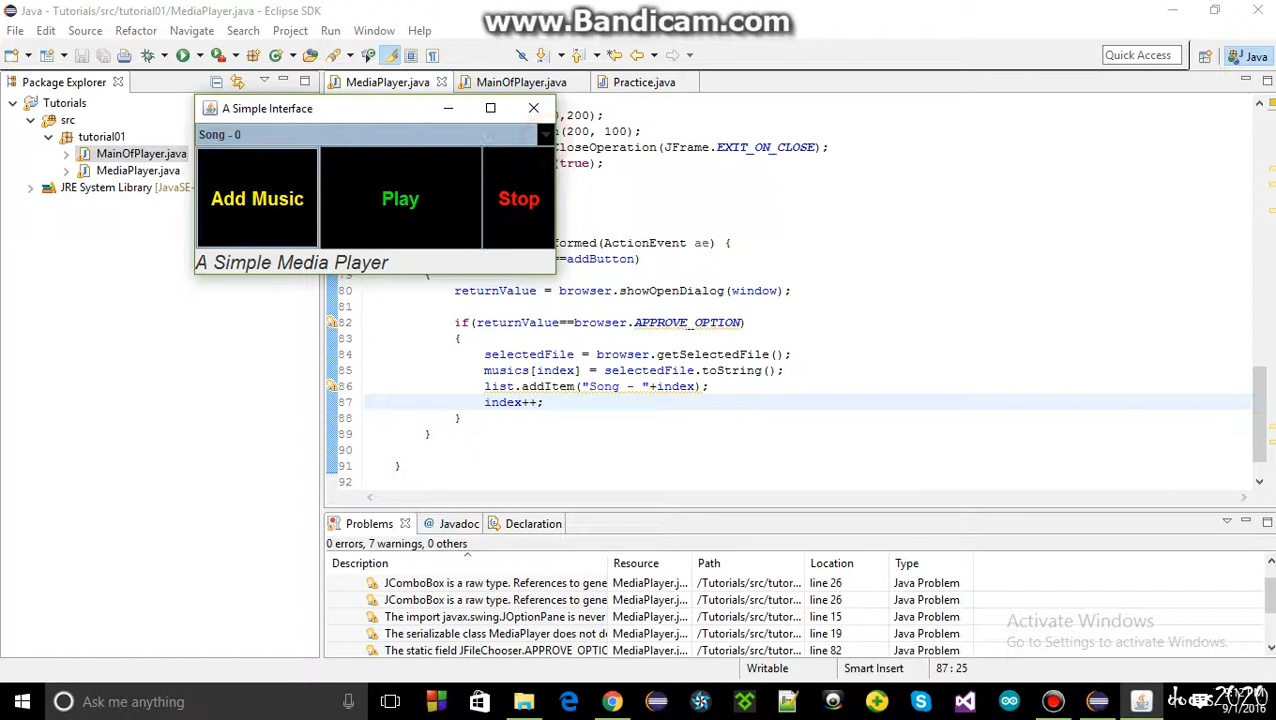 www.Bandicam.com
Java - Tutorials/src/tutorial01/MediaPlayer.java - Eclipse SDK
File Edit Source Refactor Navigate Search Project Run Window Help
Quick Access
Java
Package Explorer
MediaPlayer.java MainOfPlayer.java Practice.java
Tutorials
src
tutorial01
MainOfPlayer.java
MediaPlayer.java
JRE System Library [JavaSE-
A Simple Interface
Song - 0
Add Music Play Stop
A Simple Media Player
,200);
(200, 100);
CloseOperation(JFrame.EXIT_ON_CLOSE);
(true);
formed(ActionEvent ae) {
==addButton)
80 returnValue = browser.showOpenDialog(window);
81
82 if(returnValue==browser.APPROVE_OPTION)
83 {
84 selectedFile = browser.getSelectedFile();
85 musics[index] = selectedFile.toString();
86 list.addItem("Song - "+index);
87 index++;
88 }
89 }
90
91 }
92
Problems @ Javadoc Declaration
0 errors, 7 warnings, 0 others
Description Resource Path Location Type
JComboBox is a raw type. References to gene MediaPlayer.j... /Tutorials/src/tutor... line 26 Java Problem
JComboBox is a raw type. References to gene MediaPlayer.j... /Tutorials/src/tutor... line 26 Java Problem
The import javax.swing.JOptionPane is never MediaPlayer.j... /Tutorials/src/tutor... line 15 Java Problem
The serializable class MediaPlayer does not de MediaPlayer.j... /Tutorials/src/tutor... line 19 Java Problem
The static field JFileChooser.APPROVE_OPTIO MediaPlayer.j... /Tutorials/src/tutor... line 82 Java Problem
Activate Windows
Go to Settings to activate Windows.
Writable Smart Insert 87 : 25
Ask me anything
9/1/2016